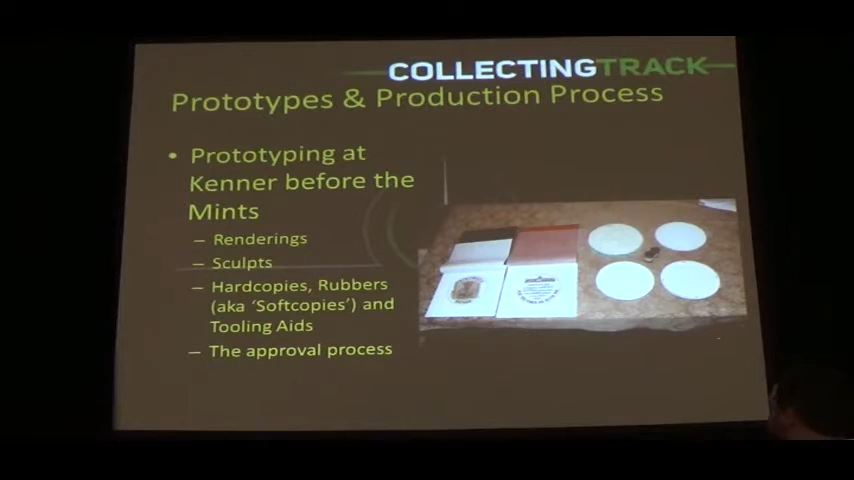 COLLECTINGTRACK
Prototypes & Production Process
• Prototyping at
Kenner before the
Mints
– Renderings
– Sculpts
– Hardcopies, Rubbers
(aka ‘Softcopies’) and
Tooling Aids
– The approval process